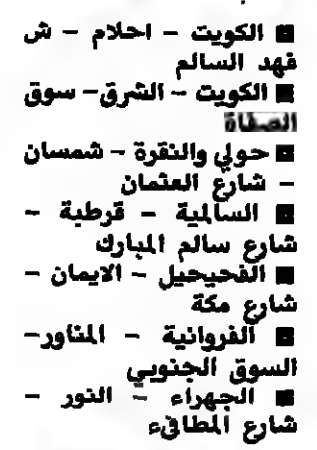 ■ الكويت – احلام – ش
فهد السالم
■ الكويت – الشرق – سوق
الصفاة
■ حولي والنقرة – شمسان
– شارع العثمان
■ السالمية – قرطبة –
شارع سالم المبارك
■ الفحيحيل – الايمان –
شارع مكة
■ الفروانية – المناور–
السوق الجنوبي
■ الجهراء – النور –
شارع المطافيء